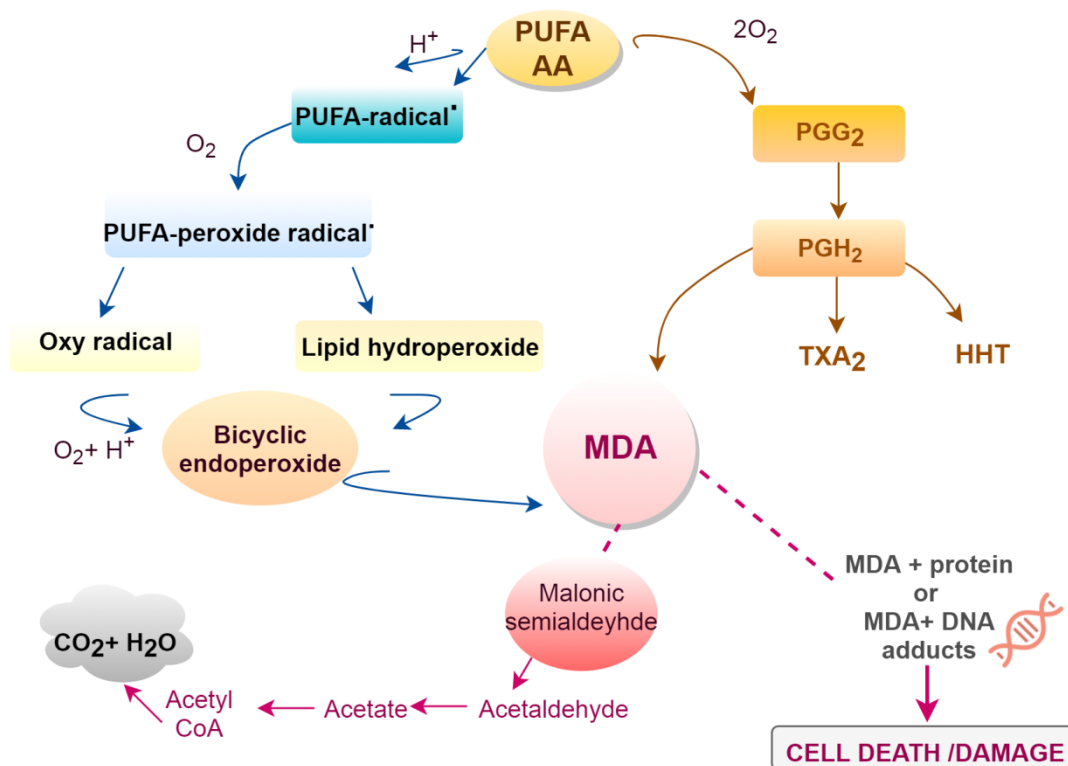 PUFA
AA
H+
2O2
PUFA-radical·
PGG2
O2
PUFA-peroxide radical·
PGH2
Oxy radical
Lipid hydroperoxide
TXA2
HHT
O2+ H+
Bicyclic
endoperoxide
MDA
Malonic
semialdeyhde
MDA + protein
or
MDA+ DNA
adducts
CO2+ H2O
Acetyl
CoA
Acetate
Acetaldehyde
CELL DEATH /DAMAGE